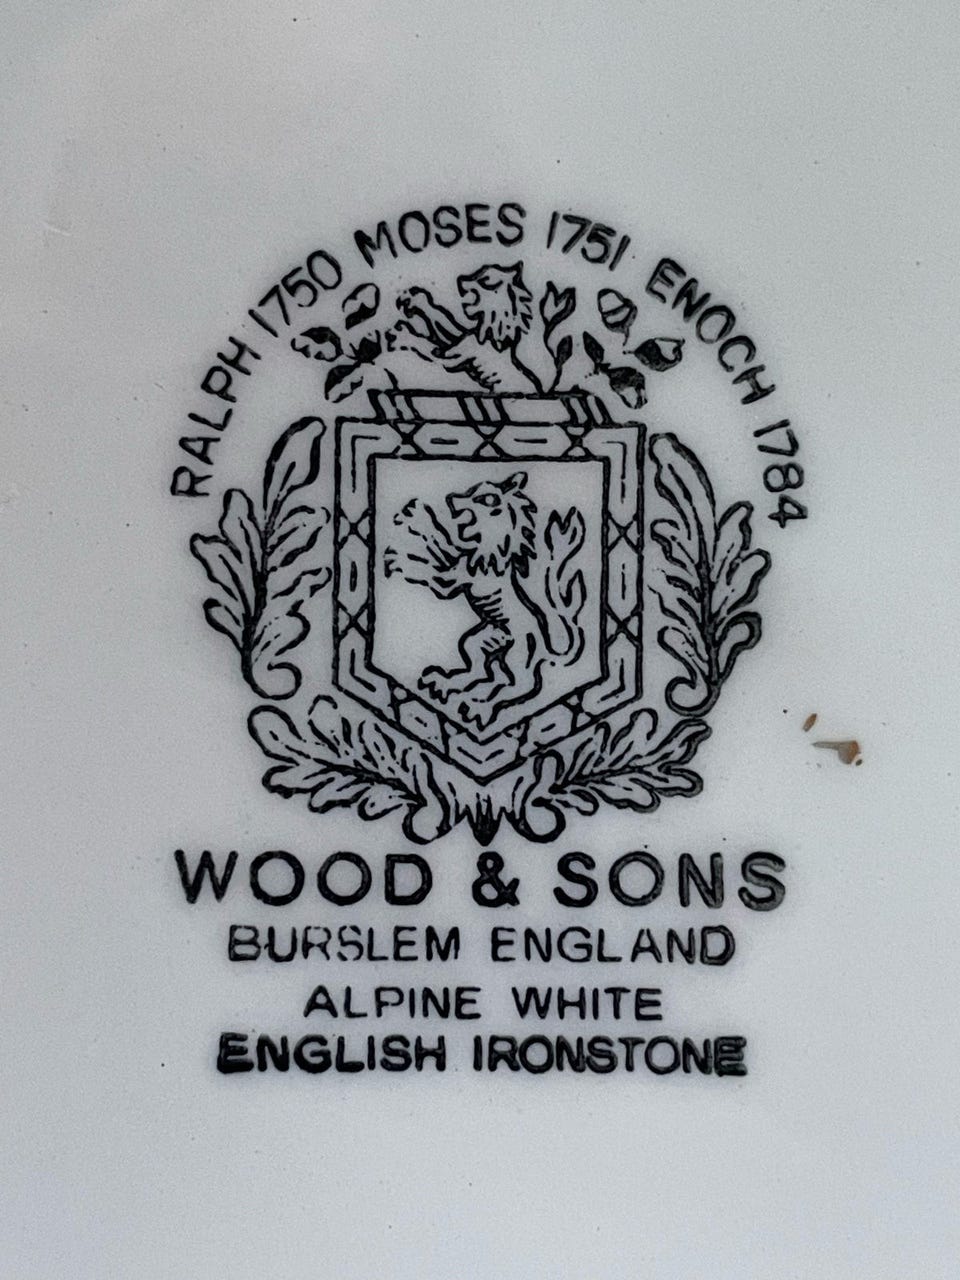 RALPH 1750 MOSES 1751 ENOCH 1784
WOOD & SONS
BURSLEM ENGLAND
ALPINE WHITE
ENGLISH IRONSTONE